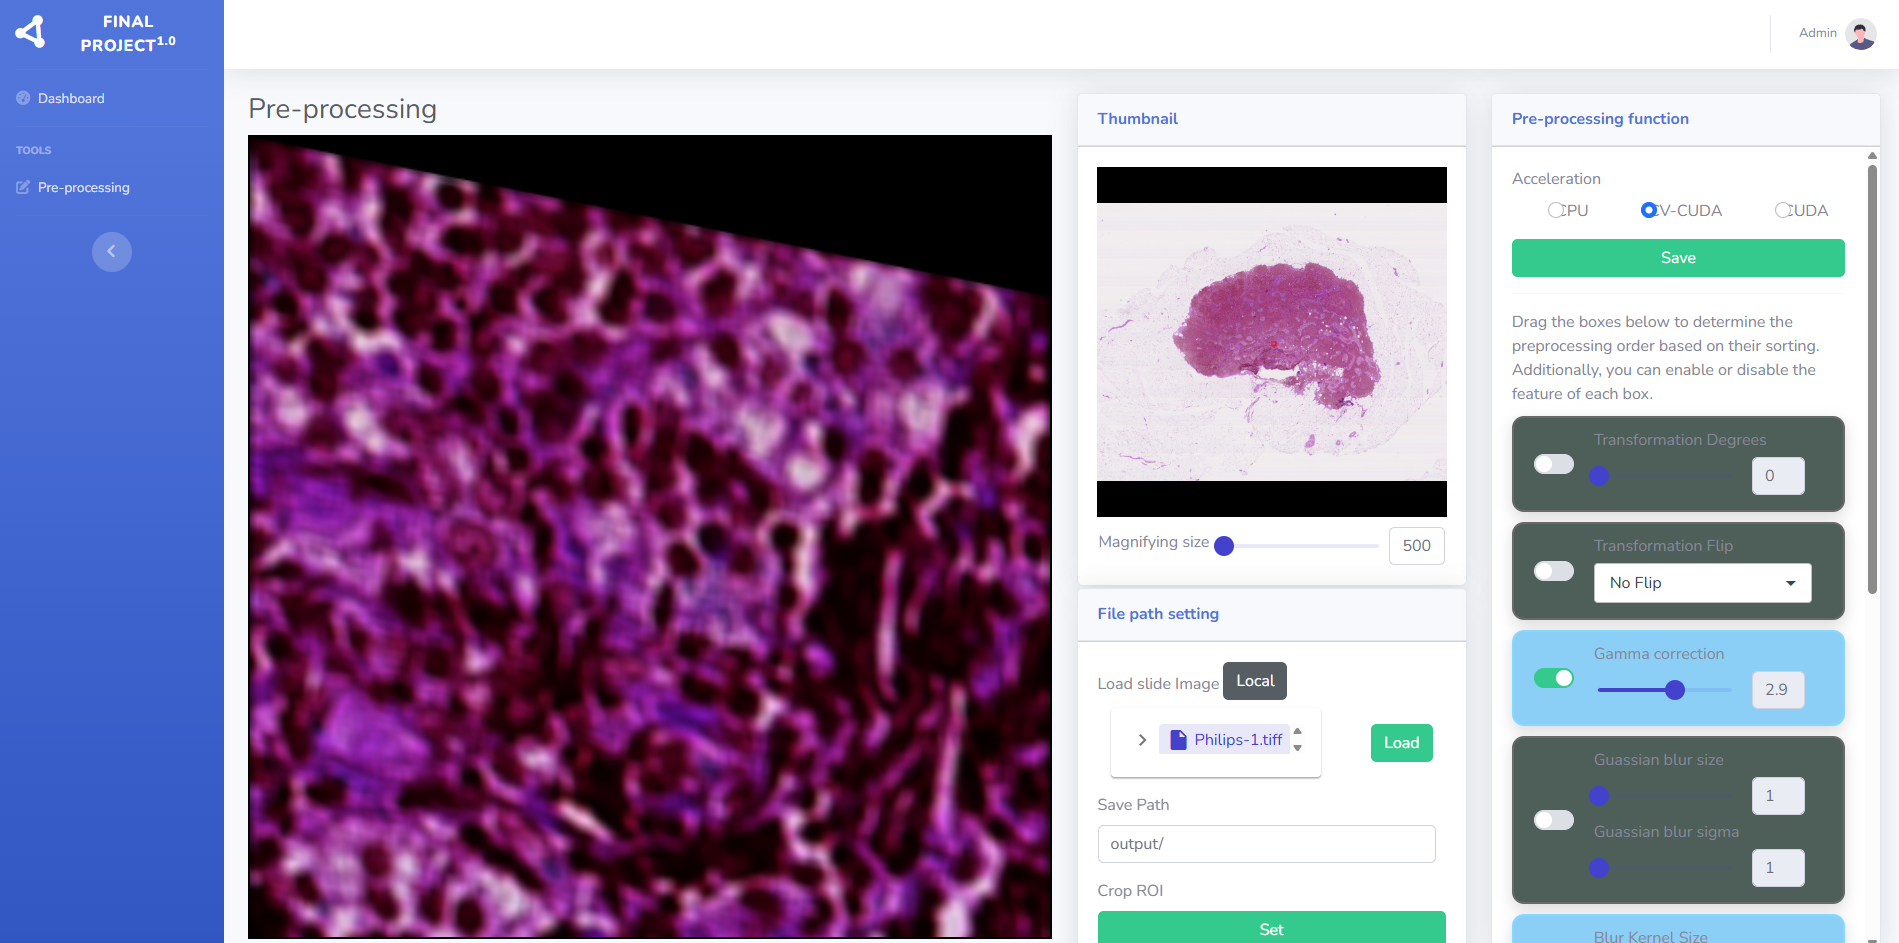 FINAL
PROJECT1.0
Dashboard
TOOLS
Pre-processing
Admin
Pre-processing
Thumbnail
Magnifying size
500
File path setting
Load slide Image
Local
Philips-1.tiff
Load
Save Path
output/
Crop ROI
Set
Pre-processing function
Acceleration
CPU
CV-CUDA
CUDA
Save
Drag the boxes below to determine the
preprocessing order based on their sorting.
Additionally, you can enable or disable the
feature of each box.
Transformation Degrees
0
Transformation Flip
No Flip
Gamma correction
2.9
Guassian blur size
1
Guassian blur sigma
1
Blur Kernel Size